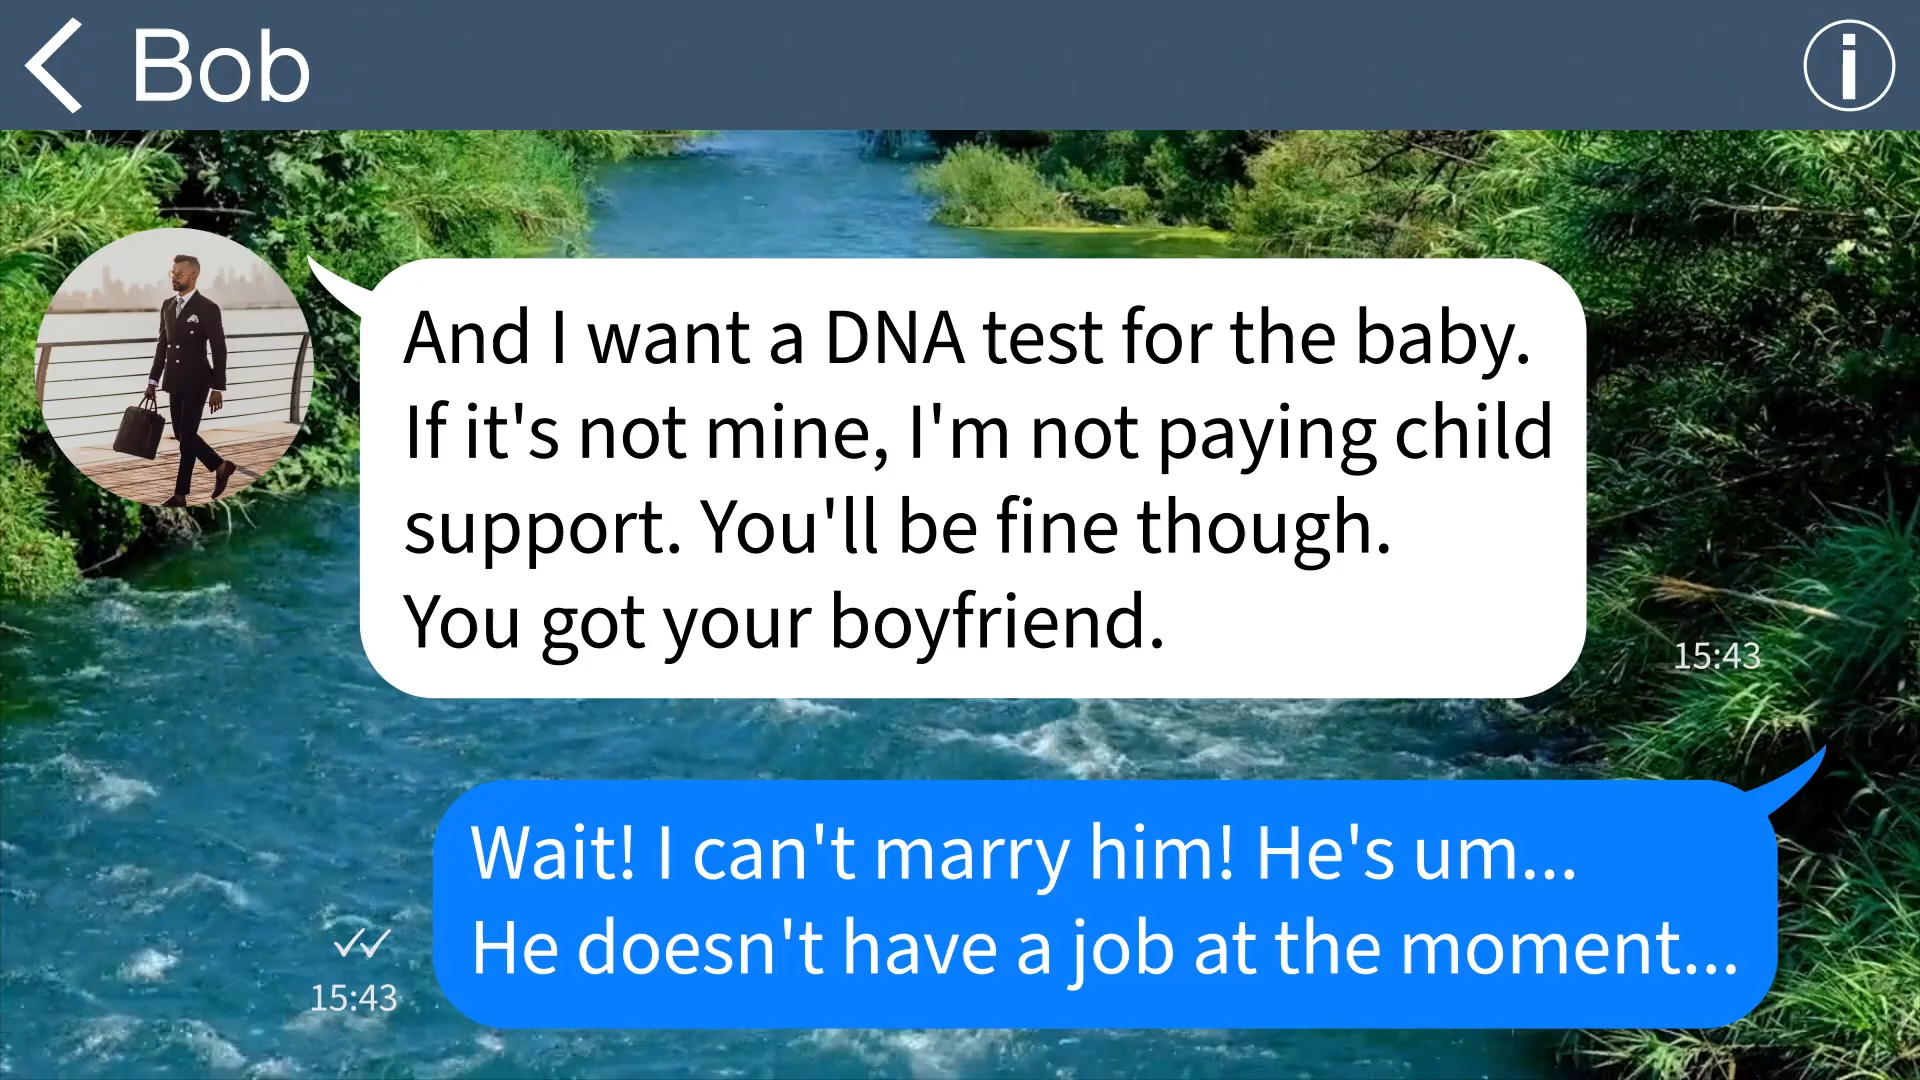 Bob
And I want a DNA test for the baby.
If it's not mine, I'm not paying child
support. You'll be fine though.
You got your boyfriend.
15:43
Wait! I can't marry him! He's um...
He doesn't have a job at the moment...
15:43